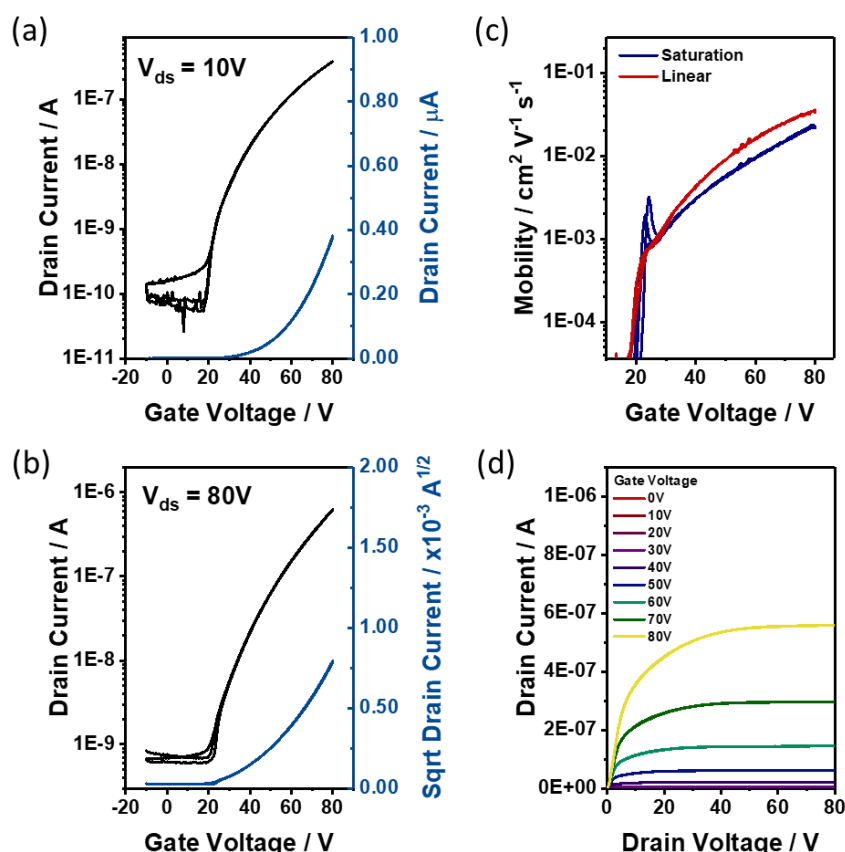 (a)
V_ds = 10V
Drain Current / A
1E-7
1E-8
1E-9
1E-10
1E-11
-20 0 20 40 60 80
Gate Voltage / V
1.00
0.80
0.60
0.40
0.20
0.00
Drain Current / μA
(c)
Saturation
Linear
Mobility / cm² V⁻¹ s⁻¹
1E-01
1E-02
1E-03
1E-04
20 40 60 80
Gate Voltage / V
(b)
V_ds = 80V
Drain Current / A
1E-6
1E-7
1E-8
1E-9
-20 0 20 40 60 80
Gate Voltage / V
2.00
1.75
1.00
0.50
0.00
Sqrt Drain Current / x10⁻³ A^1/2
(d)
Gate Voltage
0V
10V
20V
30V
40V
50V
60V
70V
80V
Drain Current / A
1E-06
8E-07
6E-07
4E-07
2E-07
0E+00
0 20 40 60 80
Drain Voltage / V